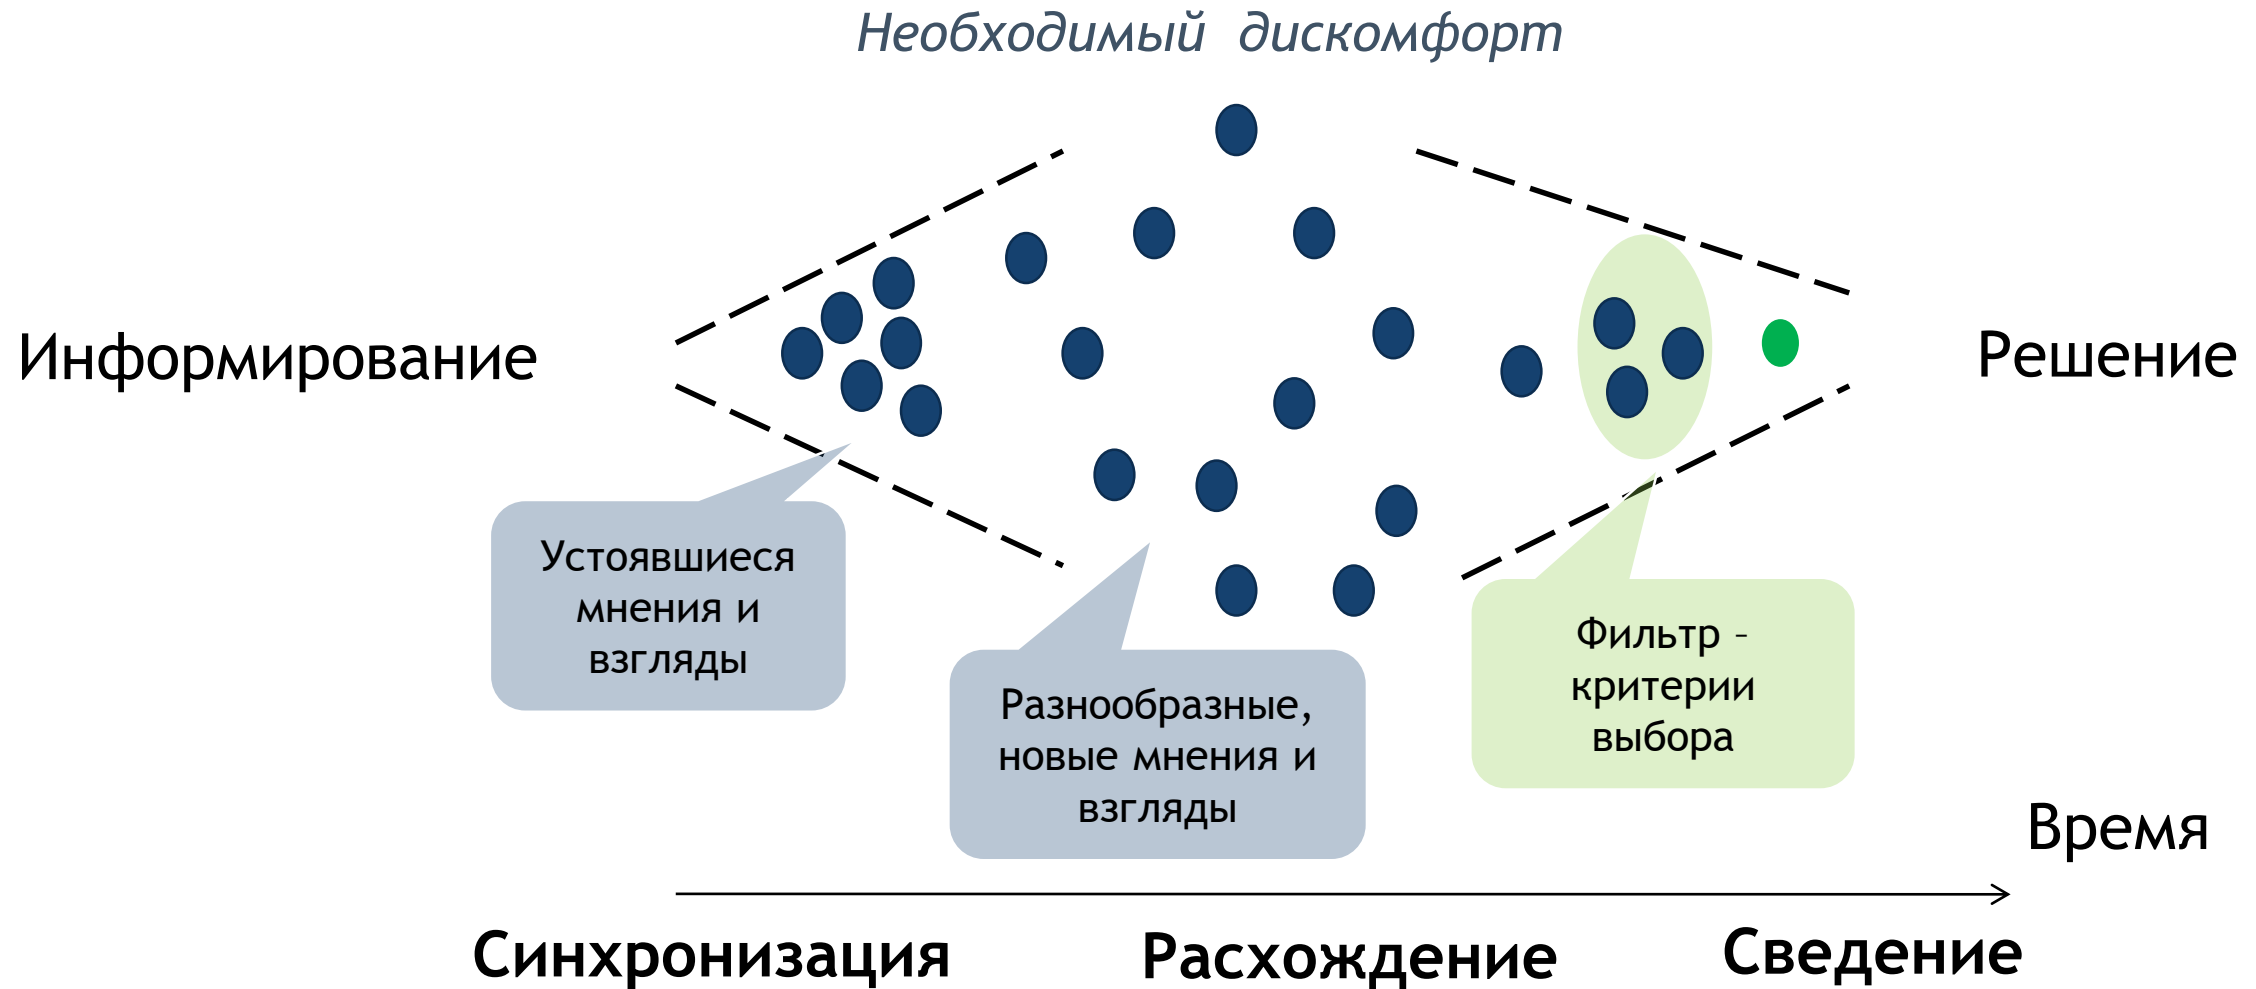 Необходимый дискомфорт
Информирование
Решение
Устоявшиеся
мнения и
взгляды
Разнообразные,
новые мнения и
взгляды
Фильтр –
критерии
выбора
Время
Синхронизация
Расхождение
Сведение